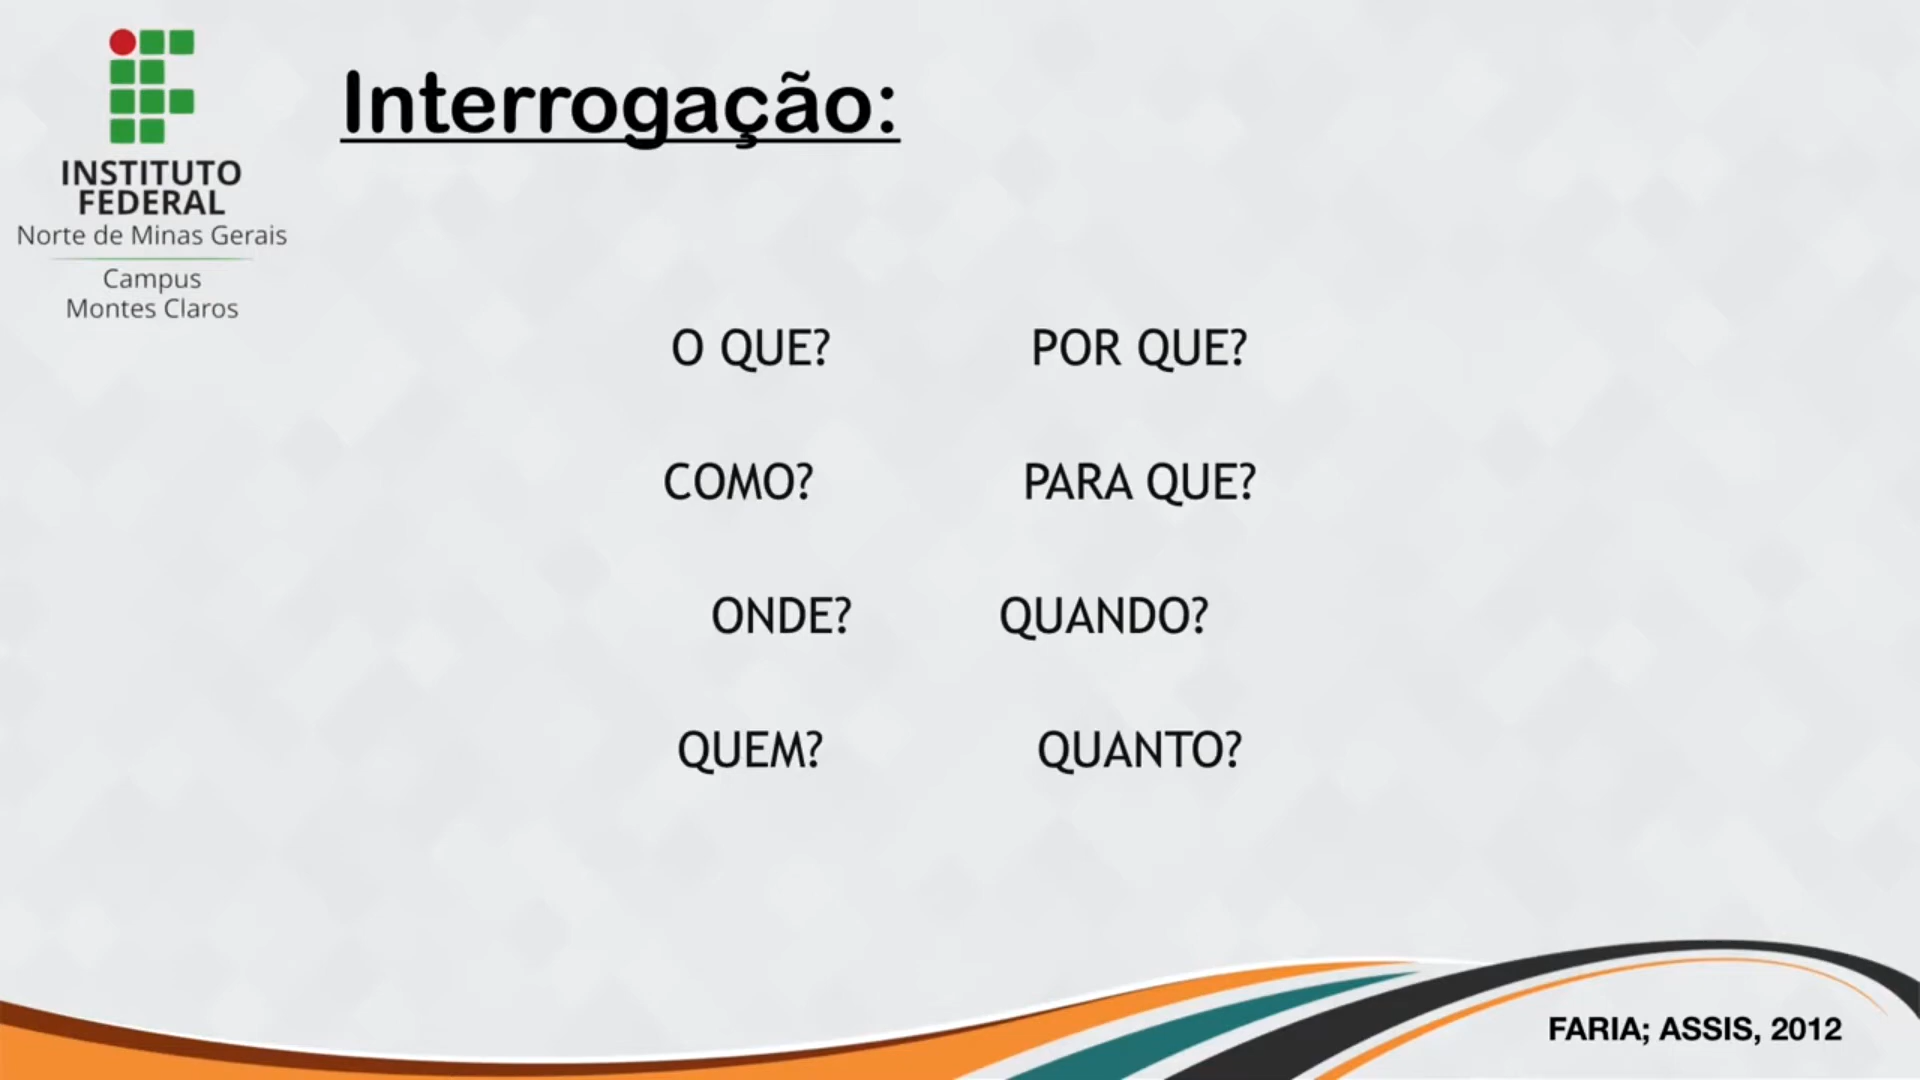 INSTITUTO
FEDERAL
Norte de Minas Gerais
Campus
Montes Claros
Interrogação:
O QUE? POR QUE?
COMO? PARA QUE?
ONDE? QUANDO?
QUEM? QUANTO?
FARIA; ASSIS, 2012